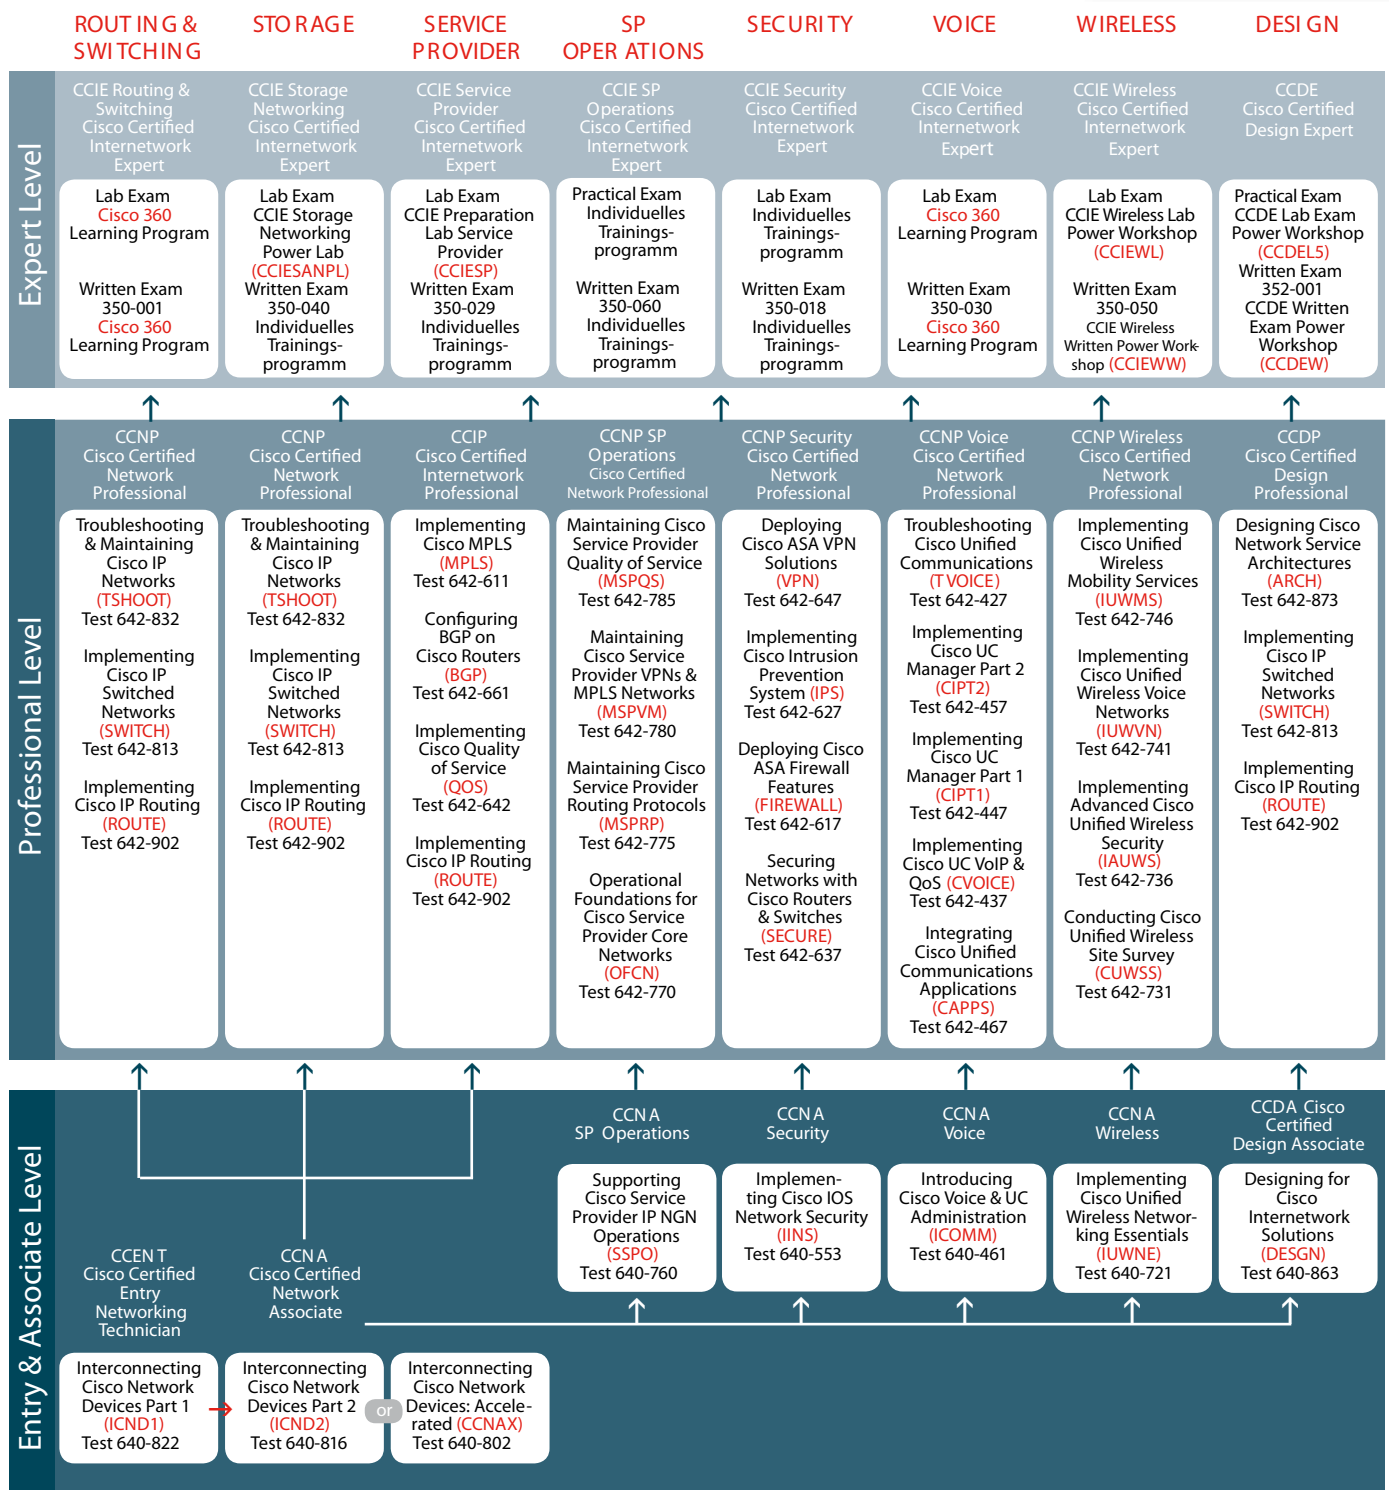 ROUTING &
SWITCHING
STORAGE
SERVICE
PROVIDER
SP
OPERATIONS
SECURITY
VOICE
WIRELESS
DESIGN
Expert Level
CCIE Routing &
Switching
Cisco Certified
Internetwork
Expert
Lab Exam
Cisco 360
Learning Program
Written Exam
350-001
Cisco 360
Learning Program
CCIE Storage
Networking
Cisco Certified
Internetwork
Expert
Lab Exam
CCIE Storage
Networking
Power Lab
(CCIESANPL)
Written Exam
350-040
Individuelles
Trainings-
programm
CCIE Service
Provider
Cisco Certified
Internetwork
Expert
Lab Exam
CCIE Preparation
Lab Service
Provider
(CCIESP)
Written Exam
350-029
Individuelles
Trainings-
programm
CCIE SP
Operations
Cisco Certified
Internetwork
Expert
Practical Exam
Individuelles
Trainings-
programm
Written Exam
350-060
Individuelles
Trainings-
programm
CCIE Security
Cisco Certified
Internetwork
Expert
Lab Exam
Individuelles
Trainings-
programm
Written Exam
350-018
Individuelles
Trainings-
programm
CCIE Voice
Cisco Certified
Internetwork
Expert
Lab Exam
Cisco 360
Learning Program
Written Exam
350-030
Cisco 360
Learning Program
CCIE Wireless
Cisco Certified
Internetwork
Expert
Lab Exam
CCIE Wireless Lab
Power Workshop
(CCIEWL)
Written Exam
350-050
CCIE Wireless
Written Power Work-
shop (CCIEWW)
CCDE
Cisco Certified
Design Expert
Practical Exam
CCDE Lab Exam
Power Workshop
(CCDEL5)
Written Exam
352-001
CCDE Written
Exam Power
Workshop
(CCDEW)
Professional Level
CCNP
Cisco Certified
Network
Professional
Troubleshooting
& Maintaining
Cisco IP
Networks
(TSHOOT)
Test 642-832
Implementing
Cisco IP
Switched
Networks
(SWITCH)
Test 642-813
Implementing
Cisco IP Routing
(ROUTE)
Test 642-902
CCNP
Cisco Certified
Network
Professional
Troubleshooting
& Maintaining
Cisco IP
Networks
(TSHOOT)
Test 642-832
Implementing
Cisco IP
Switched
Networks
(SWITCH)
Test 642-813
Implementing
Cisco IP Routing
(ROUTE)
Test 642-902
CCIP
Cisco Certified
Internetwork
Professional
Implementing
Cisco MPLS
(MPLS)
Test 642-611
Configuring
BGP on
Cisco Routers
(BGP)
Test 642-661
Implementing
Cisco Quality
of Service
(QOS)
Test 642-642
Implementing
Cisco IP Routing
(ROUTE)
Test 642-902
CCNP SP
Operations
Cisco Certified
Network Professional
Maintaining Cisco
Service Provider
Quality of Service
(MSPQS)
Test 642-785
Maintaining
Cisco Service
Provider VPNs &
MPLS Networks
(MSPVM)
Test 642-780
Maintaining Cisco
Service Provider
Routing Protocols
(MSPRP)
Test 642-775
Operational
Foundations for
Cisco Service
Provider Core
Networks
(OFCN)
Test 642-770
CCNP Security
Cisco Certified
Network
Professional
Deploying
Cisco ASA VPN
Solutions
(VPN)
Test 642-647
Implementing
Cisco Intrusion
Prevention
System (IPS)
Test 642-627
Deploying Cisco
ASA Firewall
Features
(FIREWALL)
Test 642-617
Securing
Networks with
Cisco Routers
& Switches
(SECURE)
Test 642-637
CCNP Voice
Cisco Certified
Network
Professional
Troubleshooting
Cisco Unified
Communications
(TVOICE)
Test 642-427
Implementing
Cisco UC
Manager Part 2
(CIPT2)
Test 642-457
Implementing
Cisco UC
Manager Part 1
(CIPT1)
Test 642-447
Implementing
Cisco UC VoIP &
QoS (CVOICE)
Test 642-437
Integrating
Cisco Unified
Communications
Applications
(CAPPS)
Test 642-467
CCNP Wireless
Cisco Certified
Network
Professional
Implementing
Cisco Unified
Wireless
Mobility Services
(IUWMS)
Test 642-746
Implementing
Cisco Unified
Wireless Voice
Networks
(IUWVN)
Test 642-741
Implementing
Advanced Cisco
Unified Wireless
Security
(IAUWS)
Test 642-736
Conducting Cisco
Unified Wireless
Site Survey
(CUWSS)
Test 642-731
CCDP
Cisco Certified
Design
Professional
Designing Cisco
Network Service
Architectures
(ARCH)
Test 642-873
Implementing
Cisco IP
Switched
Networks
(SWITCH)
Test 642-813
Implementing
Cisco IP Routing
(ROUTE)
Test 642-902
Entry & Associate Level
CCNA
SP Operations
Supporting
Cisco Service
Provider IP NGN
Operations
(SSPO)
Test 640-760
CCNA
Security
Implemen-
ting Cisco IOS
Network Security
(IINS)
Test 640-553
CCNA
Voice
Introducing
Cisco Voice & UC
Administration
(ICOMM)
Test 640-461
CCNA
Wireless
Implementing
Cisco Unified
Wireless Networ-
king Essentials
(IUWNE)
Test 640-721
CCDA Cisco
Certified
Design Associate
Designing for
Cisco
Internetwork
Solutions
(DESGN)
Test 640-863
CCENT
Cisco Certified
Entry
Networking
Technician
CCNA
Cisco Certified
Network
Associate
Interconnecting
Cisco Network
Devices Part 1
(ICND1)
Test 640-822
Interconnecting
Cisco Network
Devices Part 2
(ICND2)
Test 640-816
or
Interconnecting
Cisco Network
Devices: Accele-
rated (CCNAX)
Test 640-802